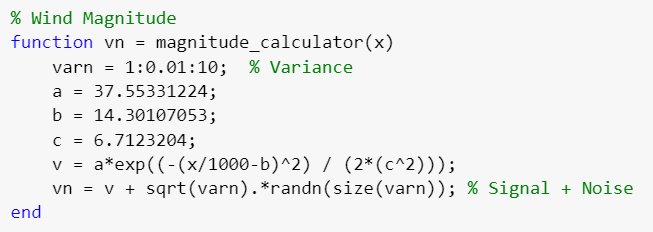 % Wind Magnitude
function vn = magnitude_calculator(x)
    varn = 1:0.01:10;  % Variance
    a = 37.55331224;
    b = 14.30107053;
    c = 6.7123204;
    v = a*exp((-(x/1000-b)^2) / (2*(c^2)));
    vn = v + sqrt(varn).*randn(size(varn)); % Signal + Noise
end